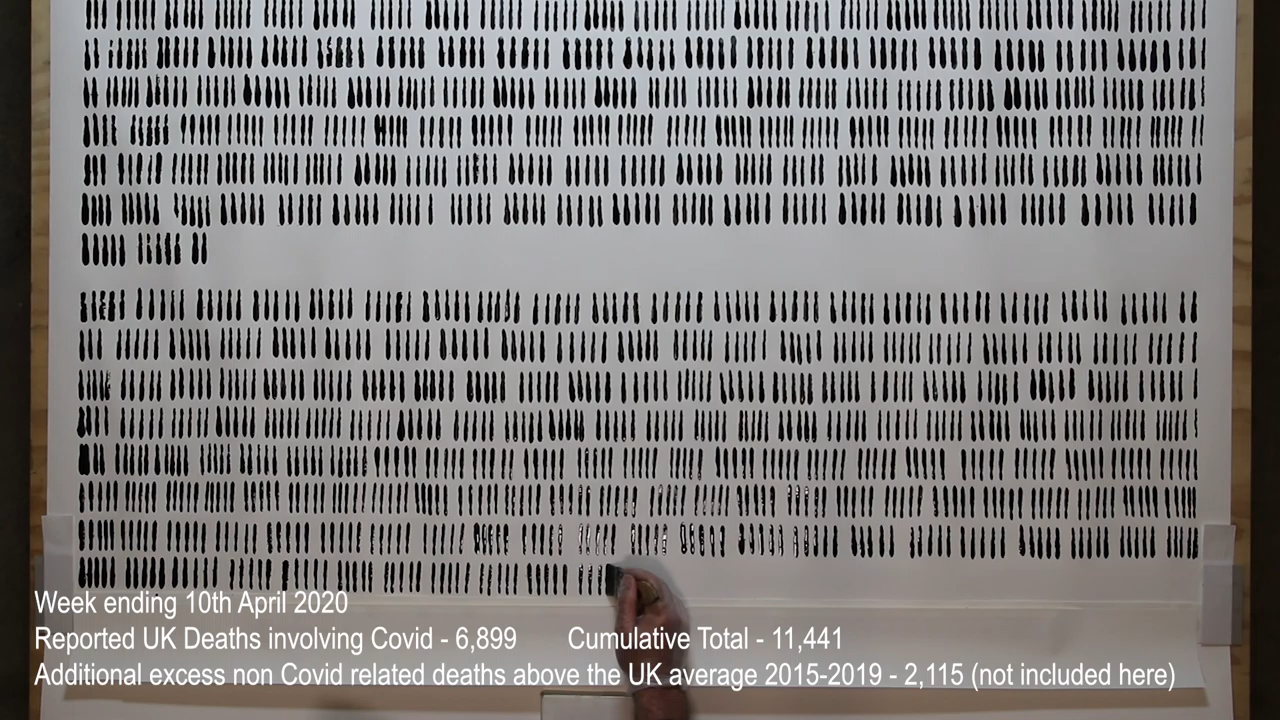 Week ending 10th April 2020
Reported UK Deaths involving Covid - 6,899 Cumulative Total - 11,441
Additional excess non Covid related deaths above the UK average 2015-2019 - 2,115 (not included here)